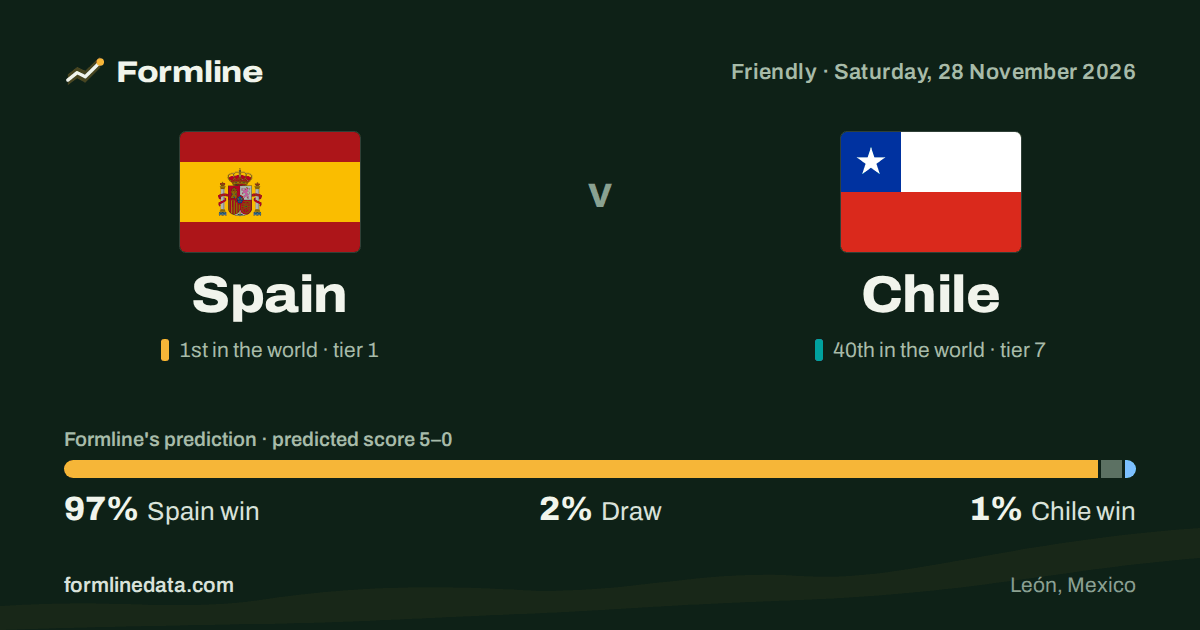 Formline
Friendly · Saturday, 28 November 2026
v
Spain
Chile
1st in the world · tier 1
40th in the world · tier 7
Formline's prediction · predicted score 5–0
97% Spain win
2% Draw
1% Chile win
formlinedata.com
León, Mexico